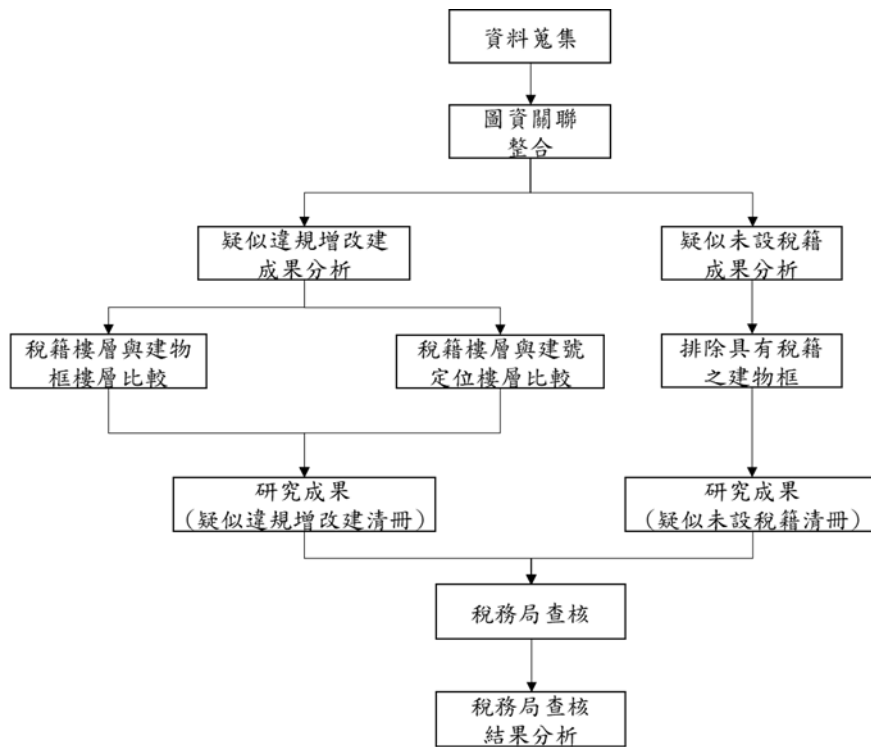 資料蒐集
圖資關聯
整合
疑似違規增改建
成果分析
疑似未設稅籍
成果分析
稅籍樓層與建物
框樓層比較
稅籍樓層與建號
定位樓層比較
排除具有稅籍
之建物框
研究成果
（疑似違規增改建清冊）
研究成果
（疑似未設稅籍清冊）
稅務局查核
稅務局查核
結果分析